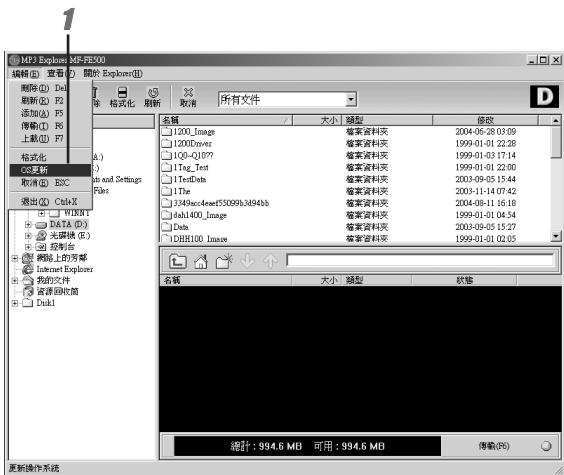 1
MP3 Explorer MF-FE500
編輯(E) 查看(V) 關於 Explorer(H)
刪除(D) Del
刷新(R) F2
添加(A) F5
傳輸(T) F6
上載(U) F7
格式化
OS更新
取消(E) ESC
退出(X) Ctrl+X
除 格式化 刷新 取消 所有文件
D
名稱 大小 類型 修改
1200_Image 檔案資料夾 2004-06-28 03:09
1200Driver 檔案資料夾 1999-01-01 22:28
1Q0~Q10?? 檔案資料夾 1999-01-03 17:14
1Tag_Test 檔案資料夾 1999-01-01 22:00
1TestData 檔案資料夾 2003-09-05 15:44
1The 檔案資料夾 2003-11-14 07:42
3349acc4eaef55099b3d94bb 檔案資料夾 2004-08-11 16:18
dah1400_Image 檔案資料夾 1999-01-01 04:54
Data 檔案資料夾 2003-09-05 15:27
DHH100_Image 檔案資料夾 1999-01-01 02:05
A:)
:)
nts and Settings
Files
WINNT
DATA (D:)
光碟機 (E:)
控制台
網路上的芳鄰
Internet Explorer
我的文件
資源回收筒
Disk1
名稱 大小 類型 狀態
總計 : 994.6 MB 可用 : 994.6 MB
傳輸(F6)
更新操作系統